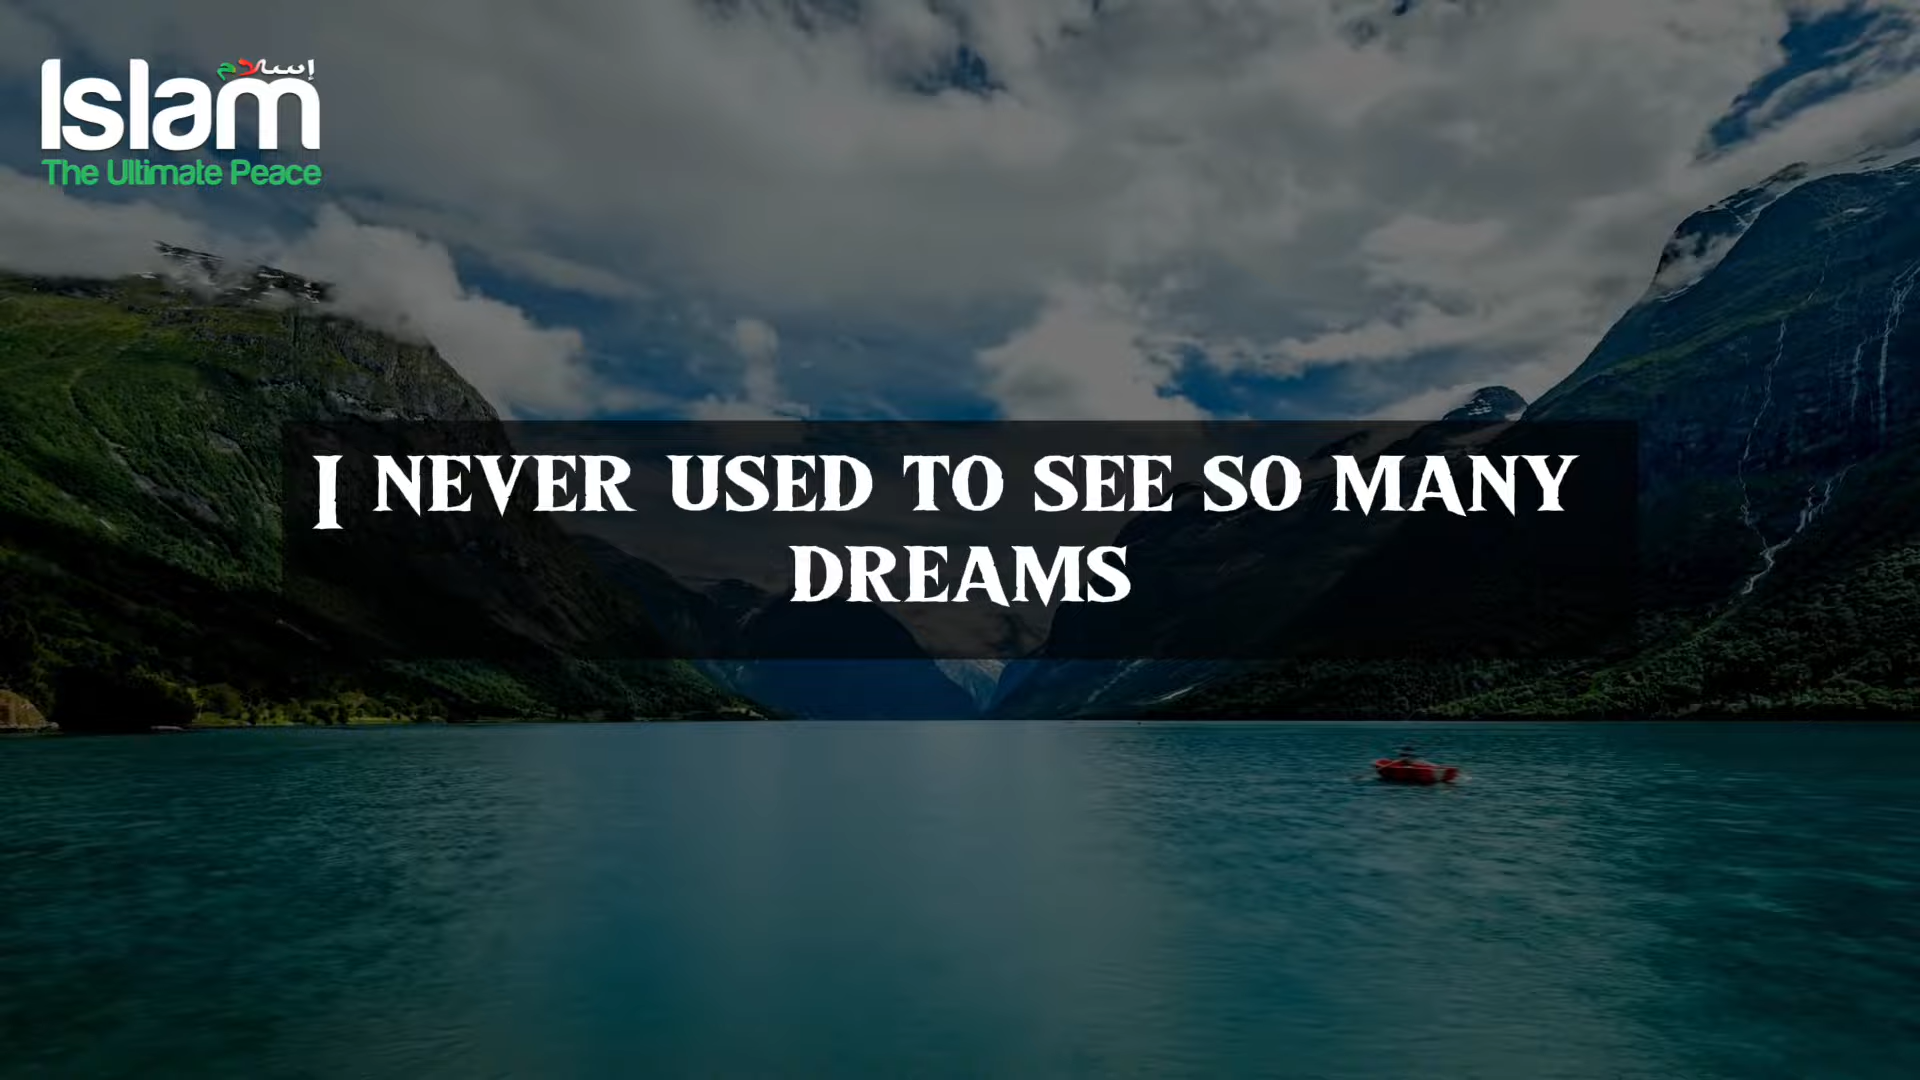 إسلام
Islam
The Ultimate Peace
I NEVER USED TO SEE SO MANY
DREAMS